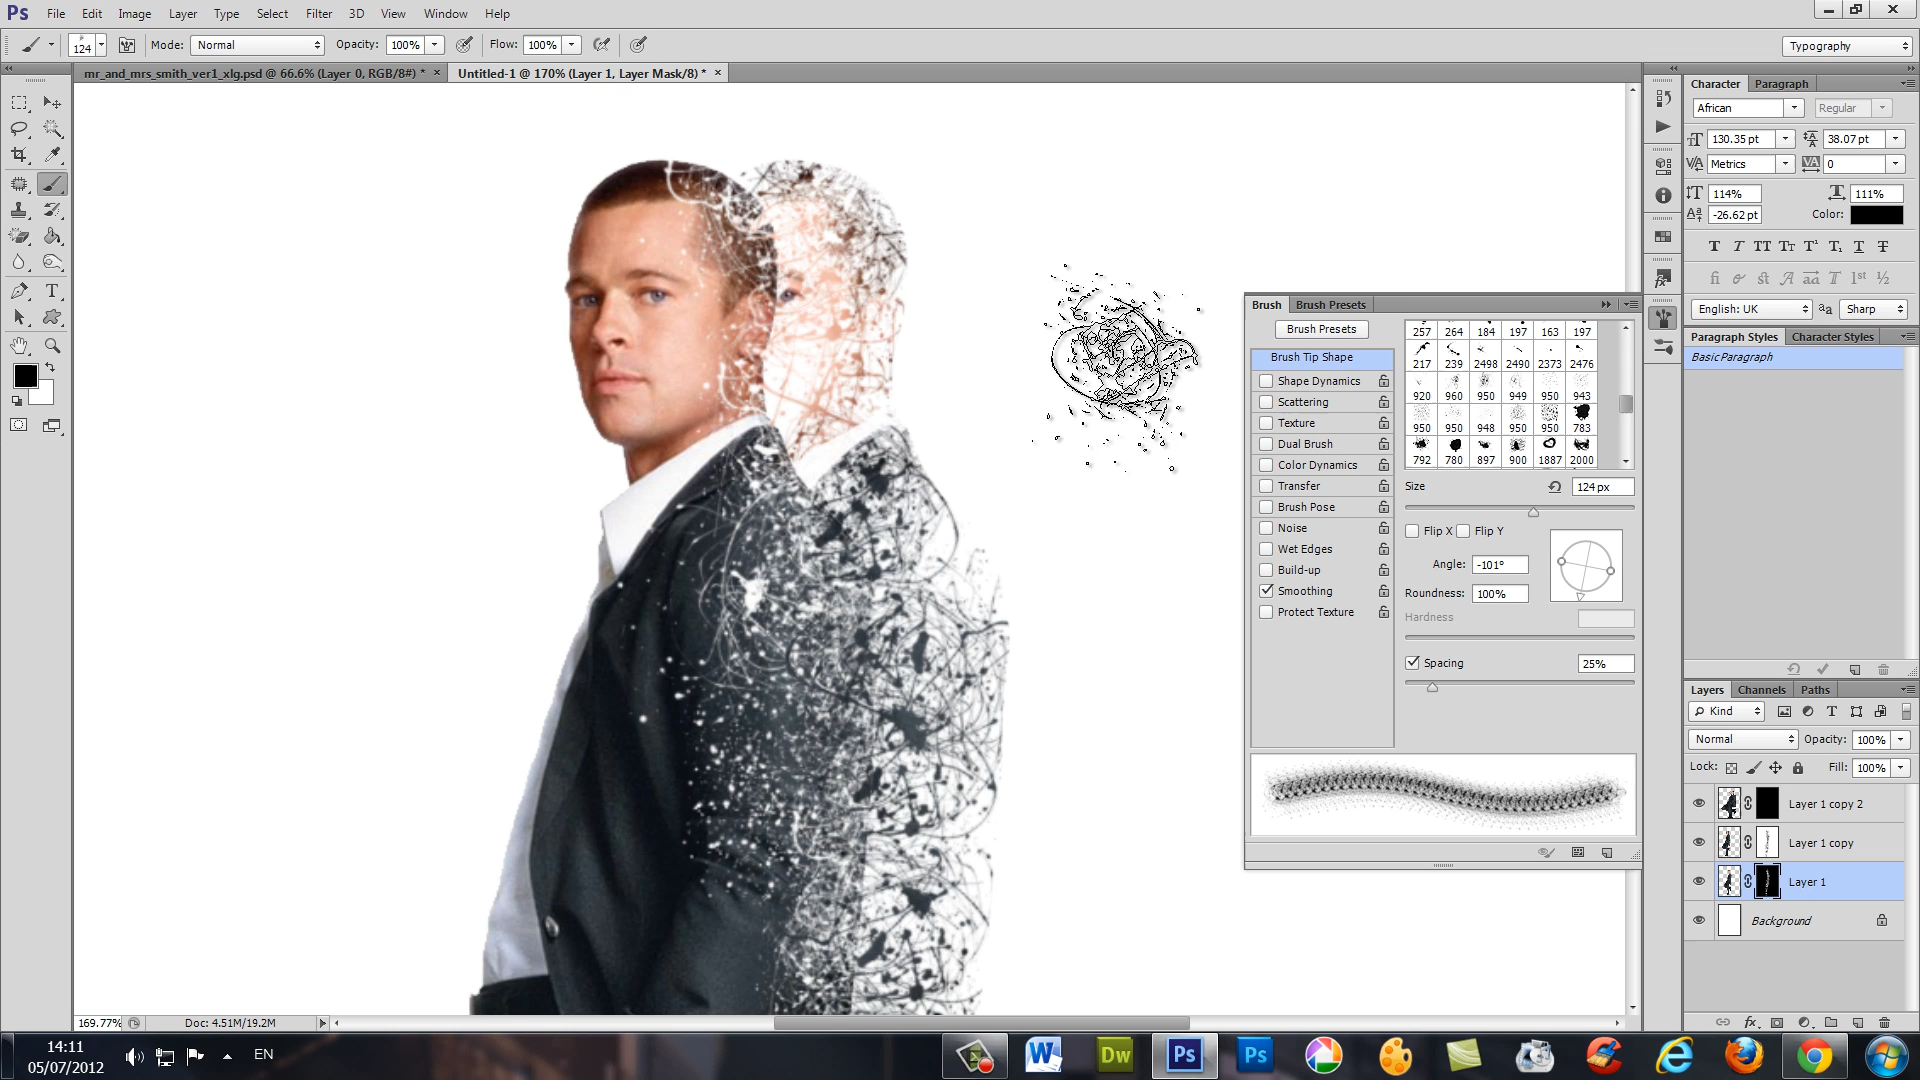 Ps File Edit Image Layer Type Select Filter 3D View Window Help
124 Mode: Normal Opacity: 100% Flow: 100% Typography
mr_and_mrs_smith_ver1_xlg.psd @ 66.6% (Layer 0, RGB/8#) * × Untitled-1 @ 170% (Layer 1, Layer Mask/8) * ×
Character Paragraph
African Regular
130.35 pt 38.07 pt
Metrics 0
114% 111%
-26.62 pt Color:
English: UK aa Sharp
Paragraph Styles Character Styles
Basic Paragraph
Brush Brush Presets
Brush Presets
Brush Tip Shape
Shape Dynamics
Scattering
Texture
Dual Brush
Color Dynamics
Transfer
Brush Pose
Noise
Wet Edges
Build-up
Smoothing
Protect Texture
257 264 184 197 163 197
217 239 2498 2490 2373 2476
920 960 950 949 950 943
950 950 948 950 950 783
792 780 897 900 1887 2000
Size 124 px
Flip X Flip Y
Angle: -101°
Roundness: 100%
Hardness
Spacing 25%
Layers Channels Paths
Kind
Normal Opacity: 100%
Lock: Fill: 100%
Layer 1 copy 2
Layer 1 copy
Layer 1
Background
169.77% Doc: 4.51M/19.2M
14:11
05/07/2012
EN
W Dw Ps Ps